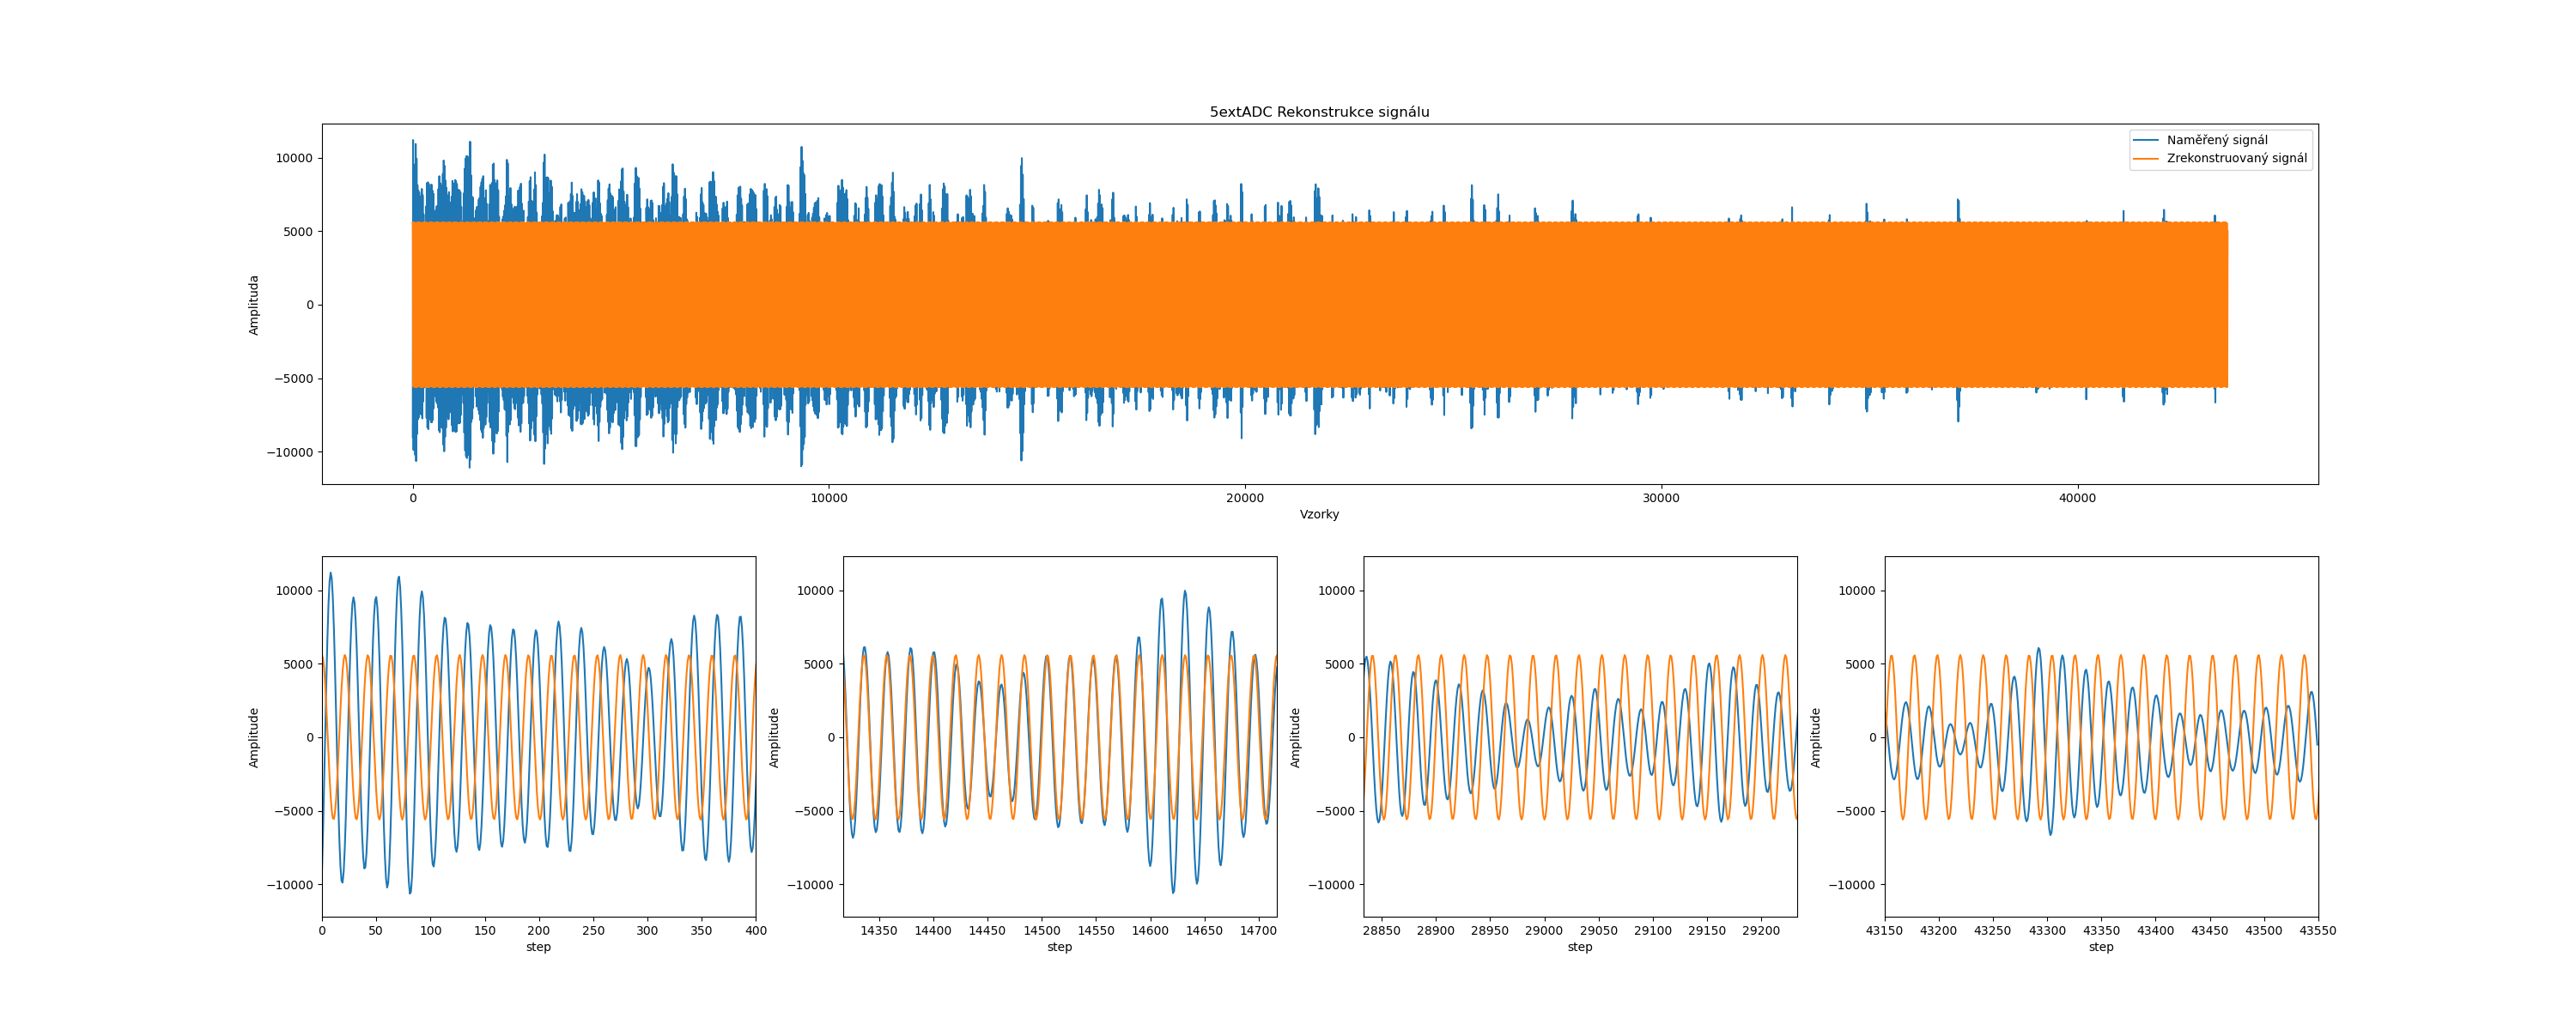 5extADC Rekonstrukce signálu
Naměřený signál
Zrekonstruovaný signál
Amplituda
10000
5000
0
−5000
−10000
0 10000 20000 30000 40000
Vzorky
Amplitude
10000
5000
0
−5000
−10000
0 50 100 150 200 250 300 350 400
step
Amplitude
10000
5000
0
−5000
−10000
14350 14400 14450 14500 14550 14600 14650 14700
step
Amplitude
10000
5000
0
−5000
−10000
28850 28900 28950 29000 29050 29100 29150 29200
step
Amplitude
10000
5000
0
−5000
−10000
43150 43200 43250 43300 43350 43400 43450 43500 43550
step